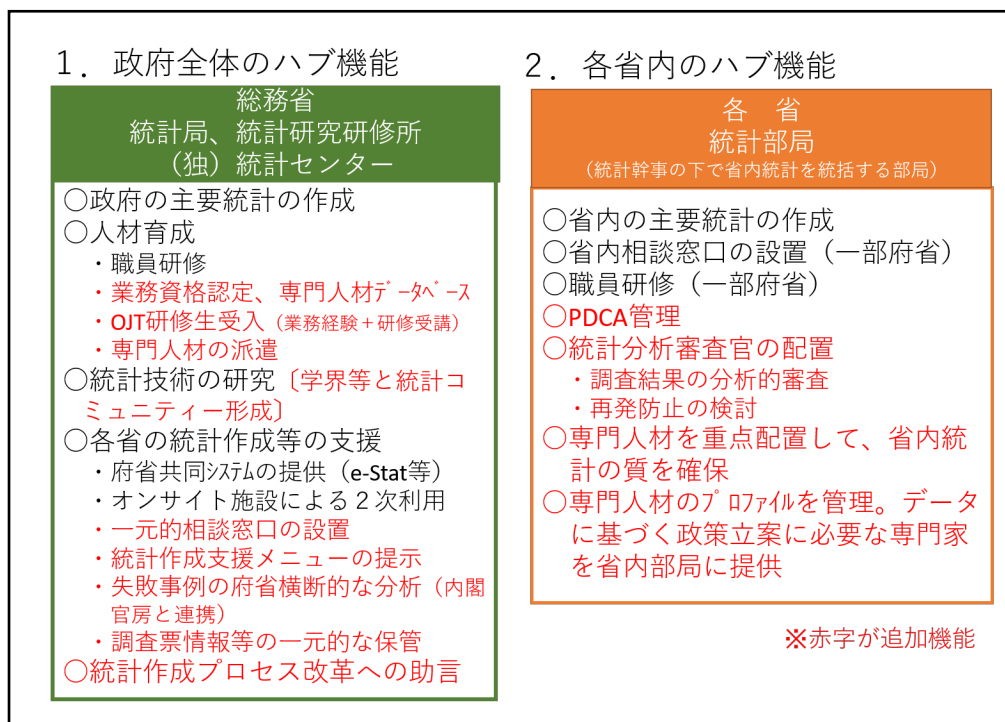 １．政府全体のハブ機能
総務省
統計局、統計研究研修所
（独）統計センター
○政府の主要統計の作成
○人材育成
・職員研修
・業務資格認定、専門人材ﾃﾞｰﾀﾍﾞｰｽ
・OJT研修生受入（業務経験＋研修受講）
・専門人材の派遣
○統計技術の研究〔学界等と統計コ
ミュニティー形成〕
○各省の統計作成等の支援
・府省共同ｼｽﾃﾑの提供（e-Stat等）
・オンサイト施設による２次利用
・一元的相談窓口の設置
・統計作成支援メニューの提示
・失敗事例の府省横断的な分析（内閣
官房と連携）
・調査票情報等の一元的な保管
○統計作成プロセス改革への助言
２．各省内のハブ機能
各　省
統計部局
（統計幹事の下で省内統計を統括する部局）
○省内の主要統計の作成
○省内相談窓口の設置（一部府省）
○職員研修（一部府省）
○PDCA管理
○統計分析審査官の配置
・調査結果の分析的審査
・再発防止の検討
○専門人材を重点配置して、省内統
計の質を確保
○専門人材のﾌﾟﾛﾌｧｲﾙを管理。データ
に基づく政策立案に必要な専門家
を省内部局に提供
※赤字が追加機能